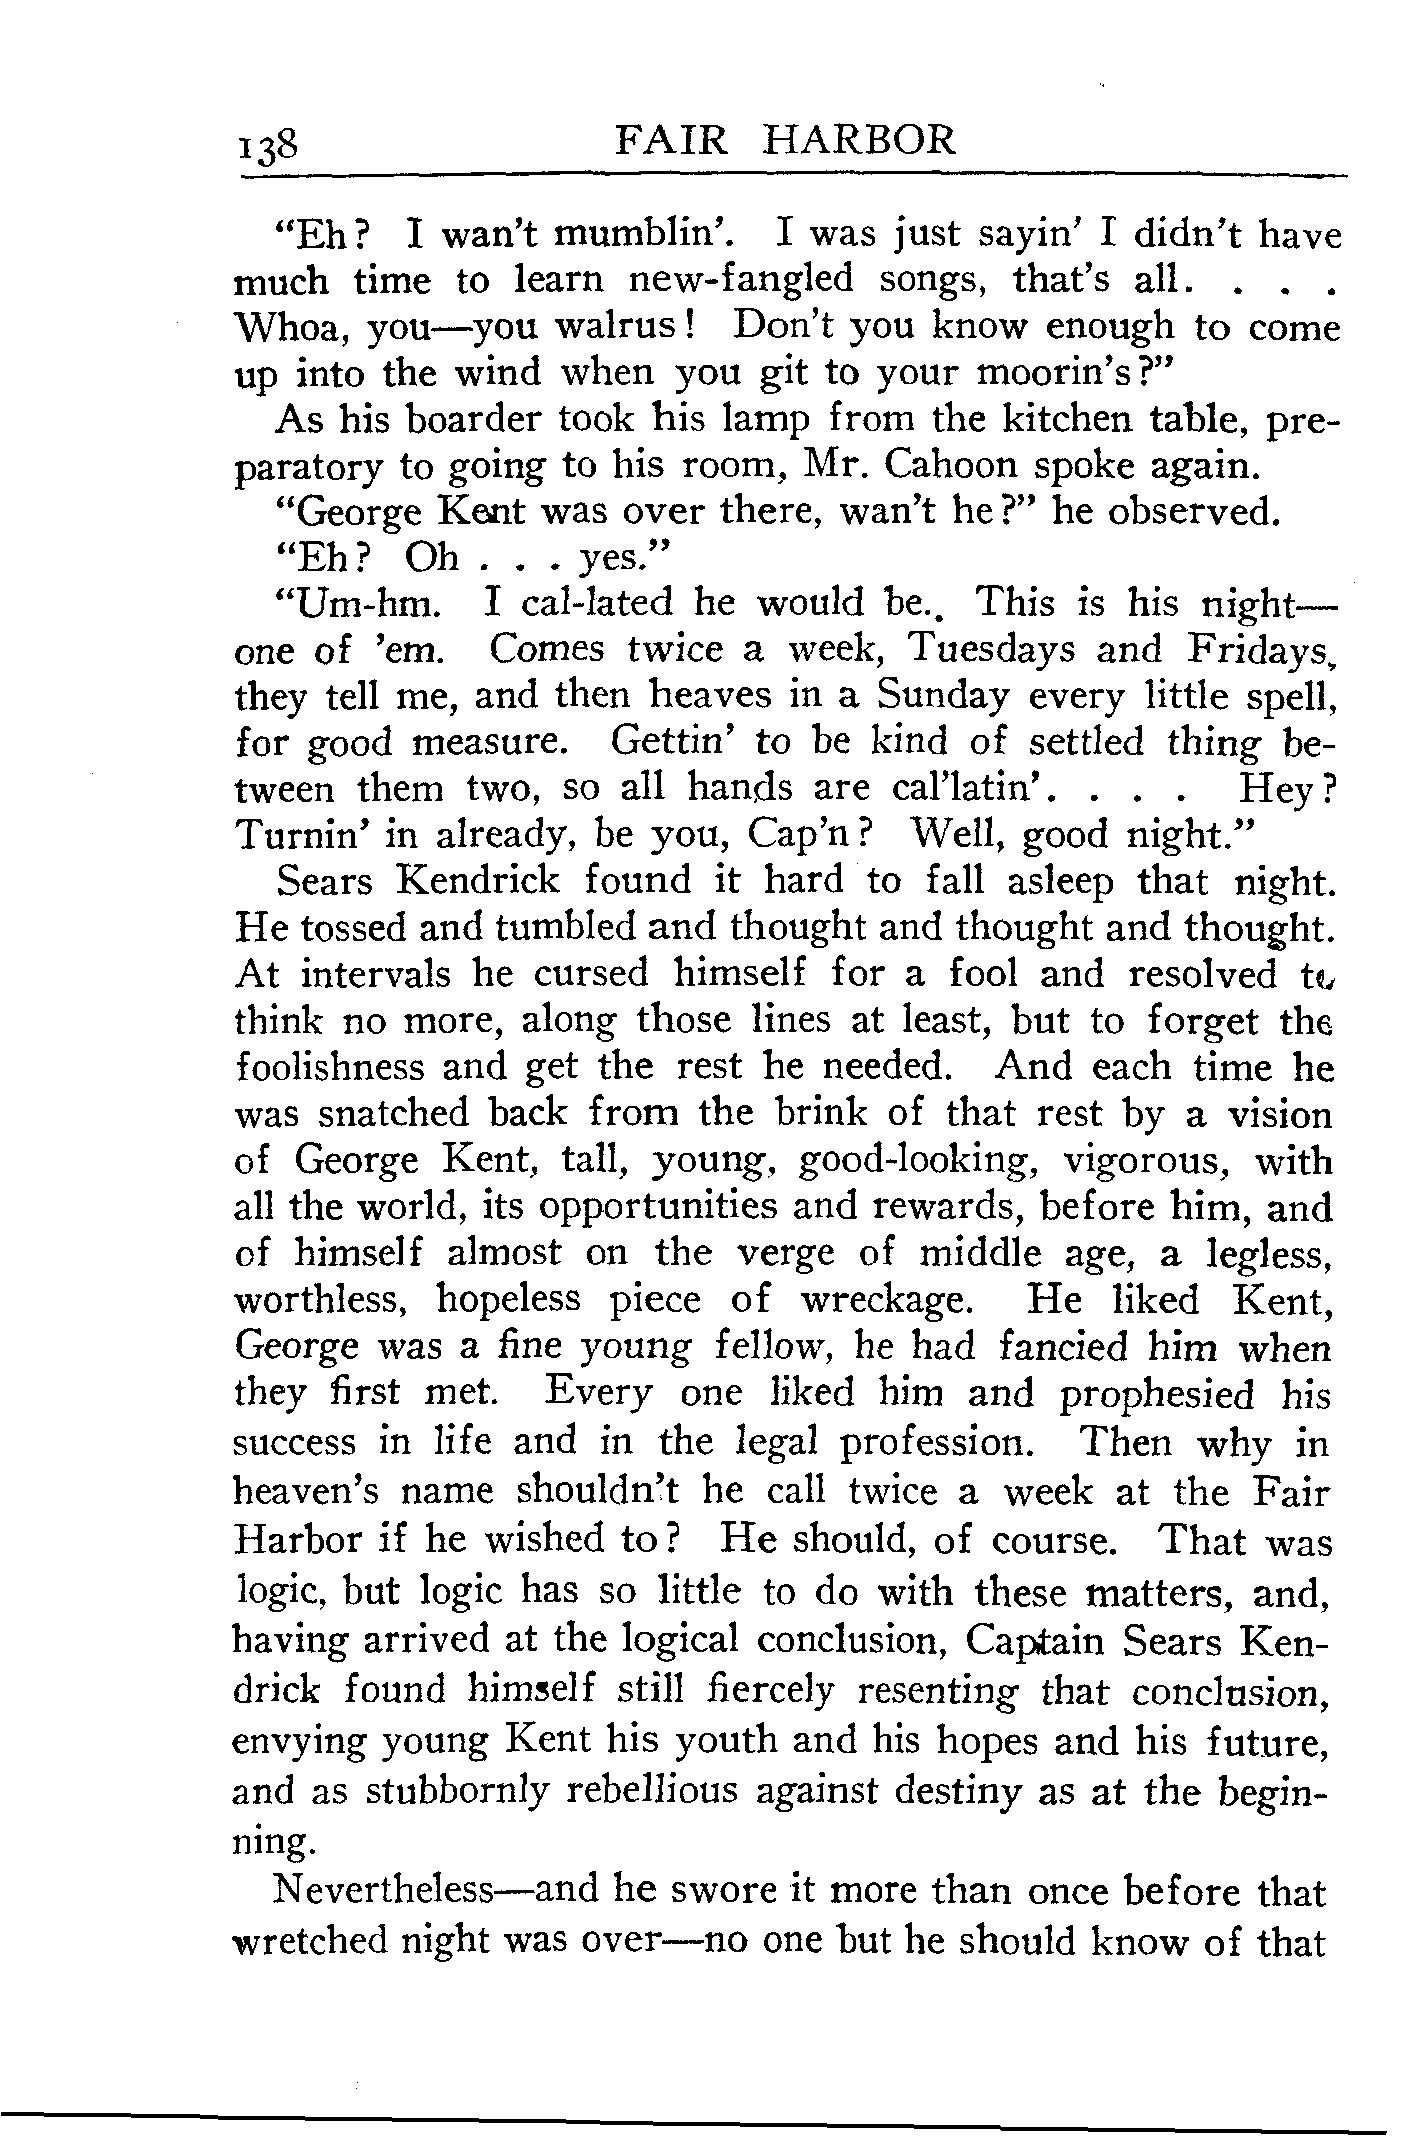 138 FAIR HARBOR
“Eh? I wan’t mumblin’. I was just sayin’ I didn’t have
much time to learn new-fangled songs, that’s all. . . .
Whoa, you—you walrus! Don’t you know enough to come
up into the wind when you git to your moorin’s?”
As his boarder took his lamp from the kitchen table, pre-
paratory to going to his room, Mr. Cahoon spoke again.
“George Kent was over there, wan’t he?” he observed.
“Eh? Oh . . . yes.”
“Um-hm. I cal-lated he would be. This is his night—
one of ’em. Comes twice a week, Tuesdays and Fridays,
they tell me, and then heaves in a Sunday every little spell,
for good measure. Gettin’ to be kind of settled thing be-
tween them two, so all hands are cal’latin’. . . . Hey?
Turnin’ in already, be you, Cap’n? Well, good night.”
Sears Kendrick found it hard to fall asleep that night.
He tossed and tumbled and thought and thought and thought.
At intervals he cursed himself for a fool and resolved to
think no more, along those lines at least, but to forget the
foolishness and get the rest he needed. And each time he
was snatched back from the brink of that rest by a vision
of George Kent, tall, young, good-looking, vigorous, with
all the world, its opportunities and rewards, before him, and
of himself almost on the verge of middle age, a legless,
worthless, hopeless piece of wreckage. He liked Kent,
George was a fine young fellow, he had fancied him when
they first met. Every one liked him and prophesied his
success in life and in the legal profession. Then why in
heaven’s name shouldn’t he call twice a week at the Fair
Harbor if he wished to? He should, of course. That was
logic, but logic has so little to do with these matters, and,
having arrived at the logical conclusion, Captain Sears Ken-
drick found himself still fiercely resenting that conclusion,
envying young Kent his youth and his hopes and his future,
and as stubbornly rebellious against destiny as at the begin-
ning.
Nevertheless—and he swore it more than once before that
wretched night was over—no one but he should know of that